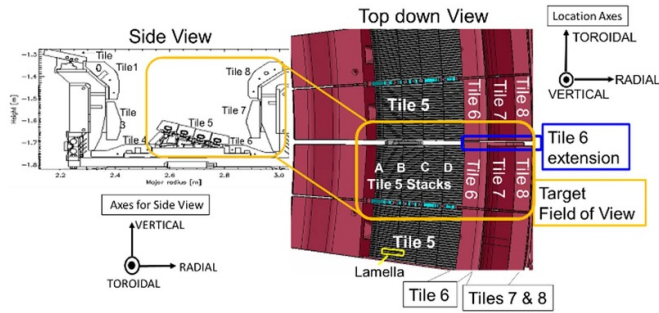 Side View
Top down View
Location Axes
TOROIDAL
RADIAL
VERTICAL
-1.3
-1.4
-1.5
-1.6
-1.7
-1.8
Height [m]
Tile
Tile1
Tile
3
Tile 4
Tile 5
Tile 6
Tile 7
Tile 8
2.2
2.4
2.6
2.8
3.0
Major radius [m]
Tile 5
Tile 6
Tile 7
Tile 8
A B C D
Tile 5 Stacks
Tile 6
Tile 7
Tile 8
Tile 5
Lamella
Tile 6
extension
Target
Field of View
Tile 6
Tiles 7 & 8
Axes for Side View
VERTICAL
RADIAL
TOROIDAL